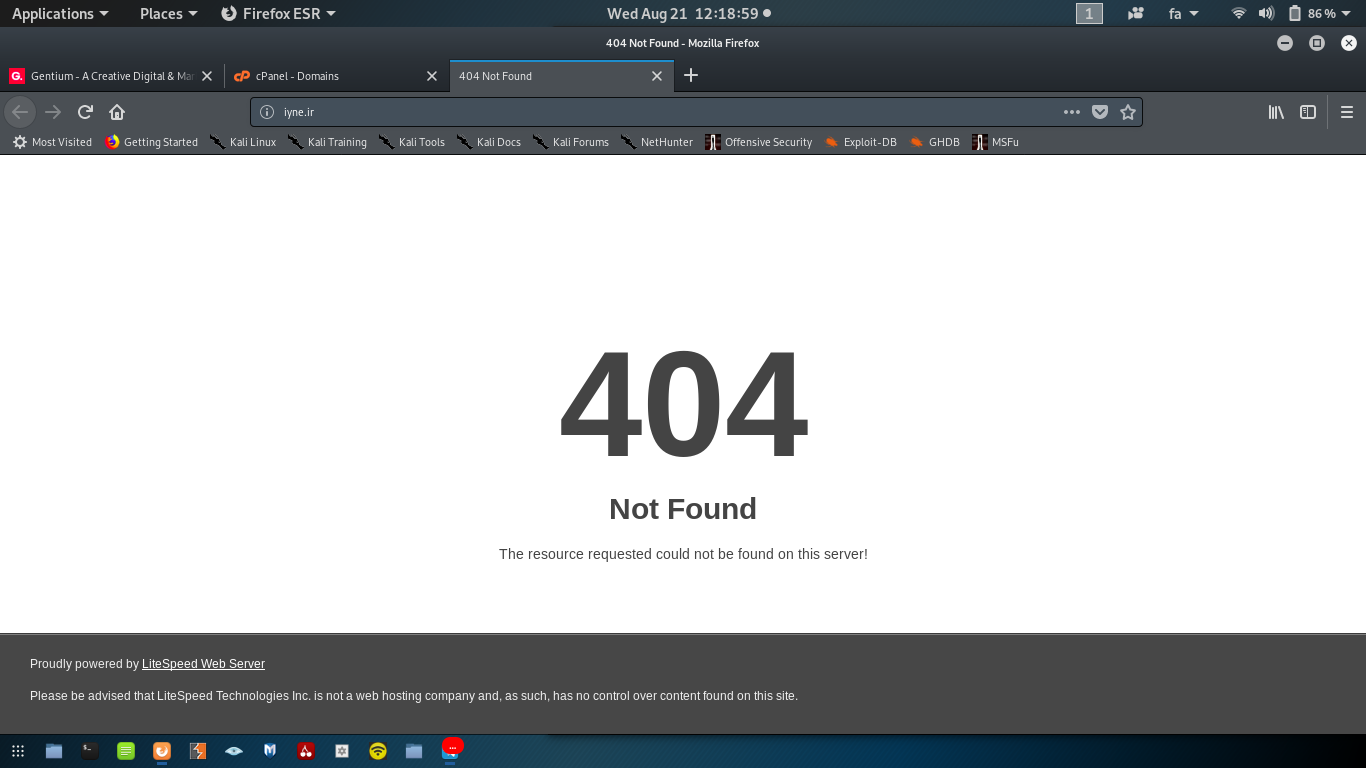 Applications Places Firefox ESR Wed Aug 21 12:18:59 1 fa 86 %
404 Not Found - Mozilla Firefox
G. Gentium - A Creative Digital & Mar cP cPanel - Domains 404 Not Found
iyne.ir
Most Visited Getting Started Kali Linux Kali Training Kali Tools Kali Docs Kali Forums NetHunter Offensive Security Exploit-DB GHDB MSFu
404
Not Found
The resource requested could not be found on this server!
Proudly powered by LiteSpeed Web Server
Please be advised that LiteSpeed Technologies Inc. is not a web hosting company and, as such, has no control over content found on this site.